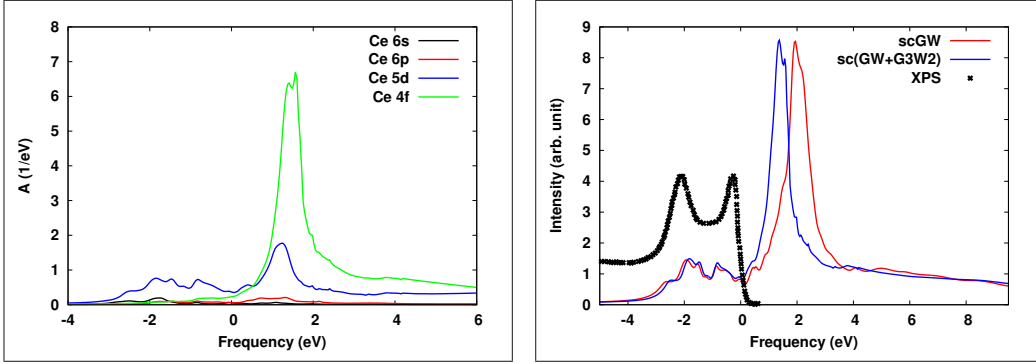 8
7
6
5
4
3
2
1
0
A (1/eV)
-4
-2
0
2
4
6
Frequency (eV)
Ce 6s
Ce 6p
Ce 5d
Ce 4f
9
8
7
6
5
4
3
2
1
0
Intensity (arb. unit)
-4
-2
0
2
4
6
8
Frequency (eV)
scGW
sc(GW+G3W2)
XPS